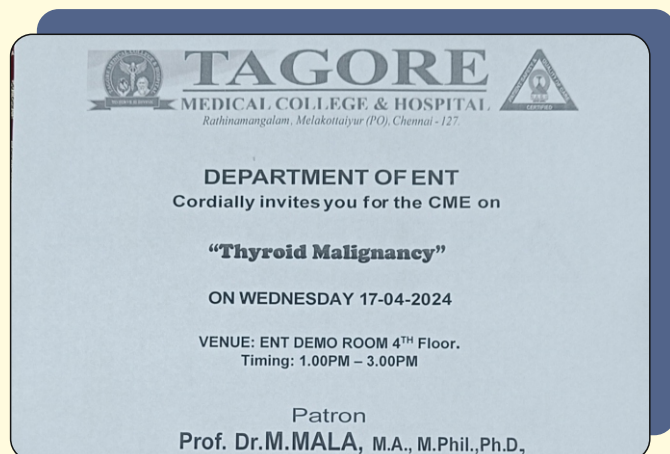 TAGORE
MEDICAL COLLEGE & HOSPITAL
Rathinamangalam, Melakottaiyur (PO), Chennai - 127.
CERTIFIED
DEPARTMENT OF ENT
Cordially invites you for the CME on
“Thyroid Malignancy”
ON WEDNESDAY 17-04-2024
VENUE: ENT DEMO ROOM 4TH Floor.
Timing: 1.00PM – 3.00PM
Patron
Prof. Dr.M.MALA, M.A., M.Phil.,Ph.D,